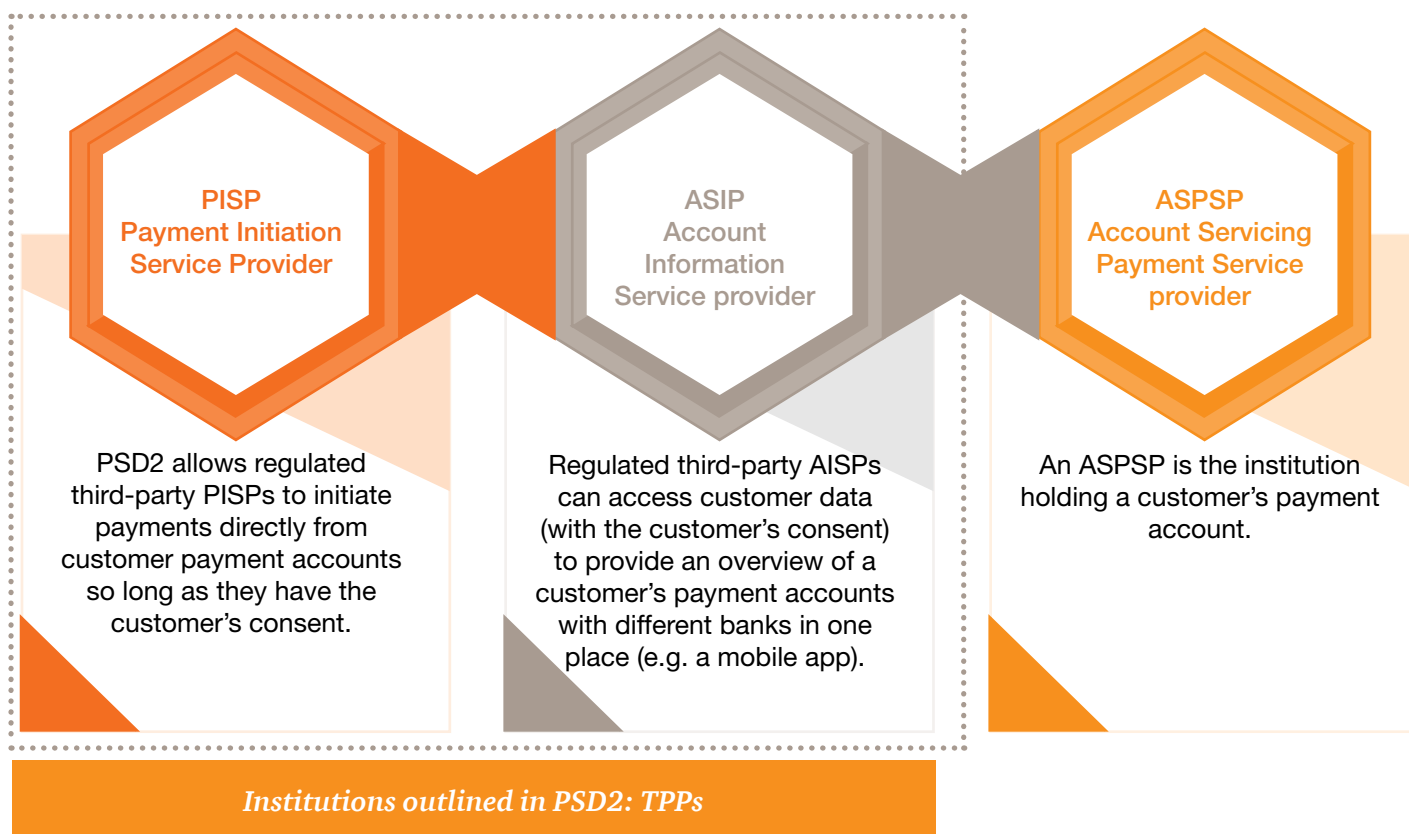 PISP
Payment Initiation
Service Provider
PSD2 allows regulated
third-party PISPs to initiate
payments directly from
customer payment accounts
so long as they have the
customer’s consent.
ASIP
Account
Information
Service provider
Regulated third-party AISPs
can access customer data
(with the customer’s consent)
to provide an overview of a
customer’s payment accounts
with different banks in one
place (e.g. a mobile app).
ASPSP
Account Servicing
Payment Service
provider
An ASPSP is the institution
holding a customer’s payment
account.
Institutions outlined in PSD2: TPPs